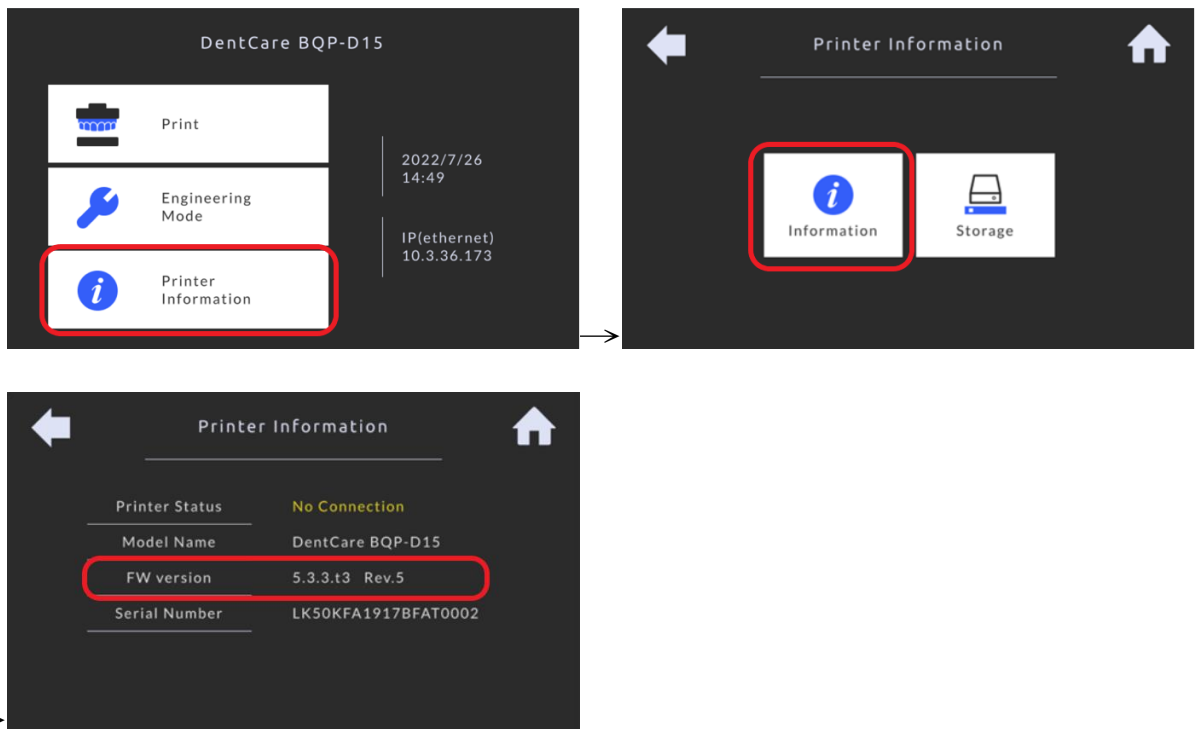 DentCare BQP-D15
Print
Engineering
Mode
Printer
Information
2022/7/26
14:49
IP(ethernet)
10.3.36.173
→
Printer Information
Information
Storage
Printer Information
Printer Status No Connection
Model Name DentCare BQP-D15
FW version 5.3.3.t3 Rev.5
Serial Number LK50KFA1917BFAT0002